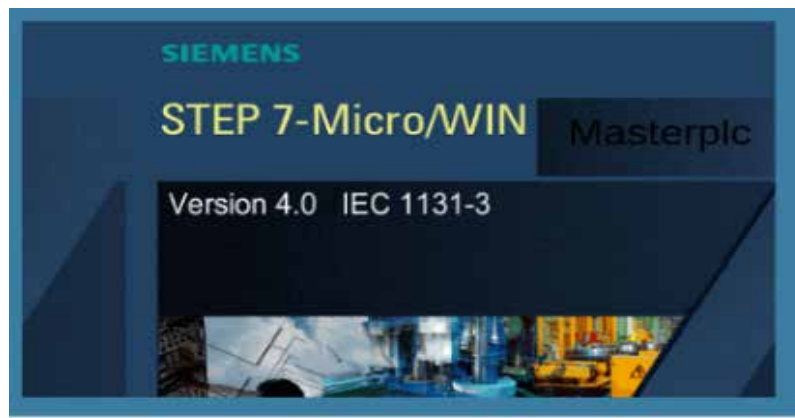 SIEMENS
STEP 7-Micro/WIN
Masterplc
Version 4.0 IEC 1131-3